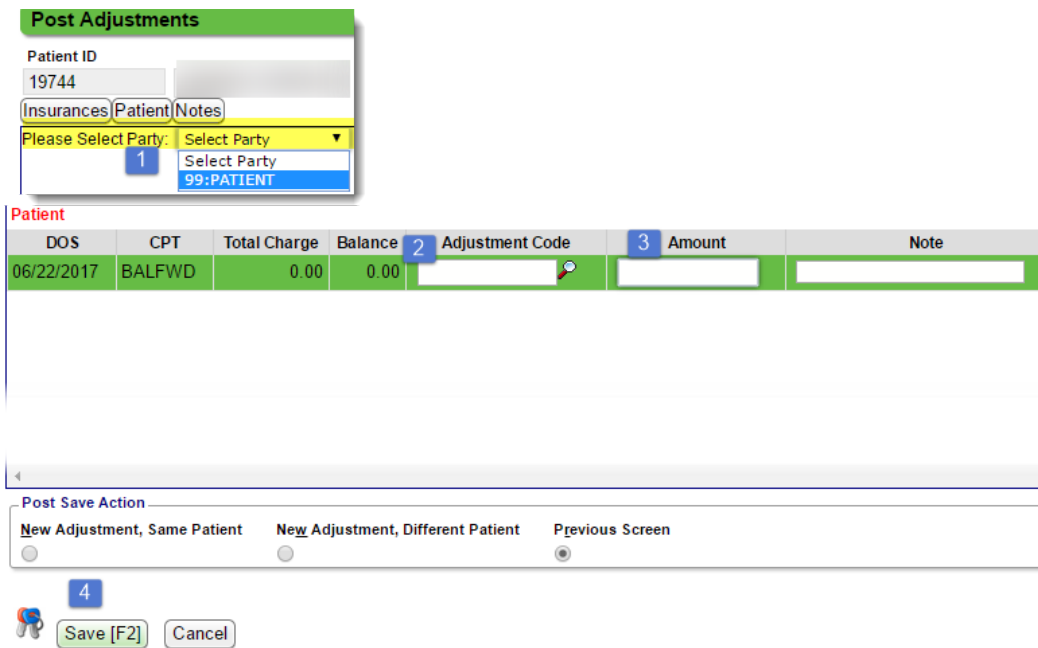 Post Adjustments
Patient ID
19744
Insurances Patient Notes
Please Select Party: Select Party
1 Select Party
99:PATIENT
Patient
DOS CPT Total Charge Balance 2 Adjustment Code 3 Amount Note
06/22/2017 BALFWD 0.00 0.00
Post Save Action
New Adjustment, Same Patient New Adjustment, Different Patient Previous Screen
4
Save [F2] Cancel